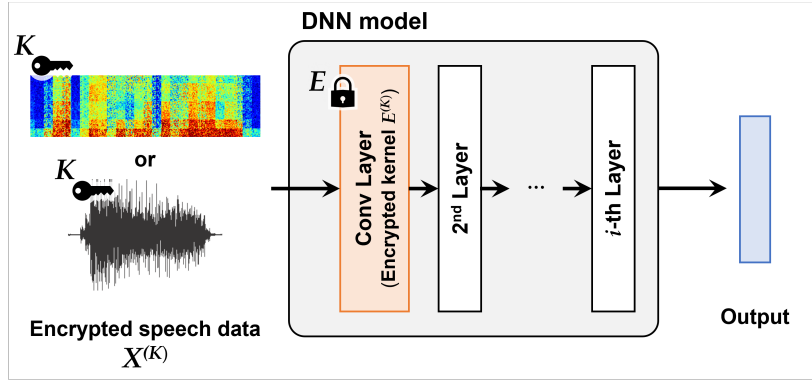 DNN model
K
or
K
Encrypted speech data
X^(K)
E
Conv Layer
(Encrypted kernel E^(K))
2nd Layer
...
i-th Layer
Output